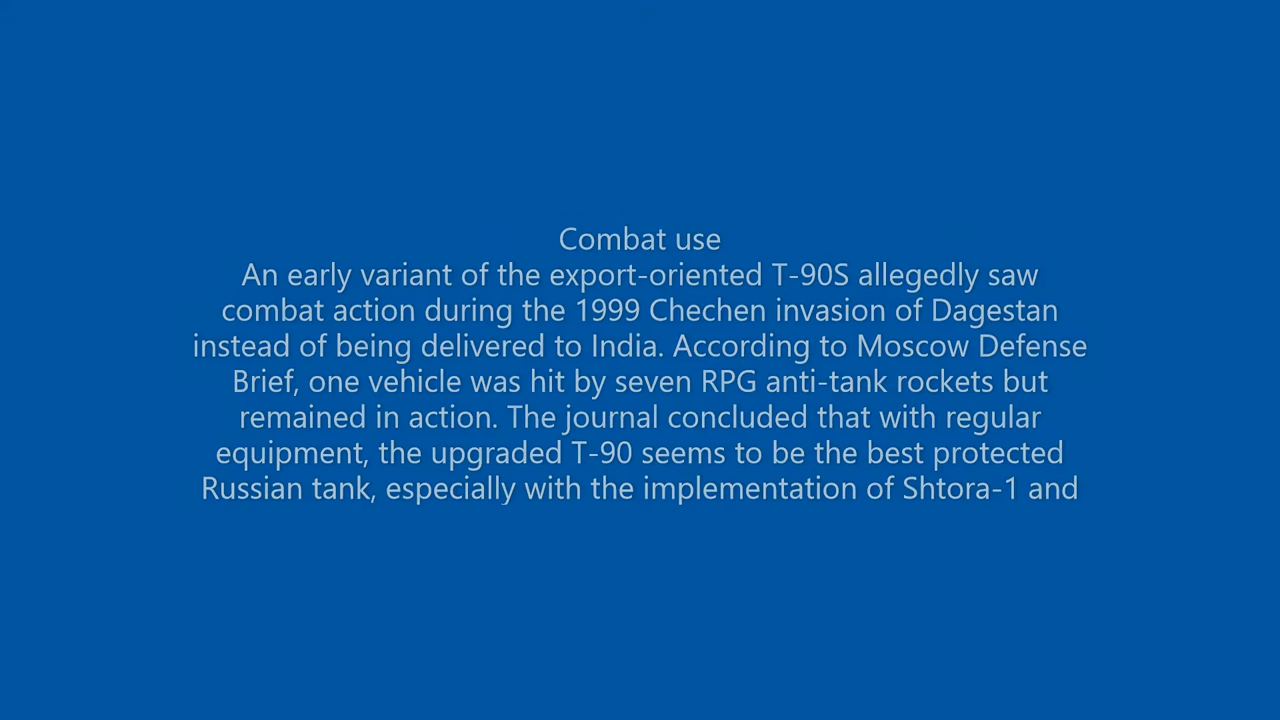 Combat use
An early variant of the export-oriented T-90S allegedly saw
combat action during the 1999 Chechen invasion of Dagestan
instead of being delivered to India. According to Moscow Defense
Brief, one vehicle was hit by seven RPG anti-tank rockets but
remained in action. The journal concluded that with regular
equipment, the upgraded T-90 seems to be the best protected
Russian tank, especially with the implementation of Shtora-1 and